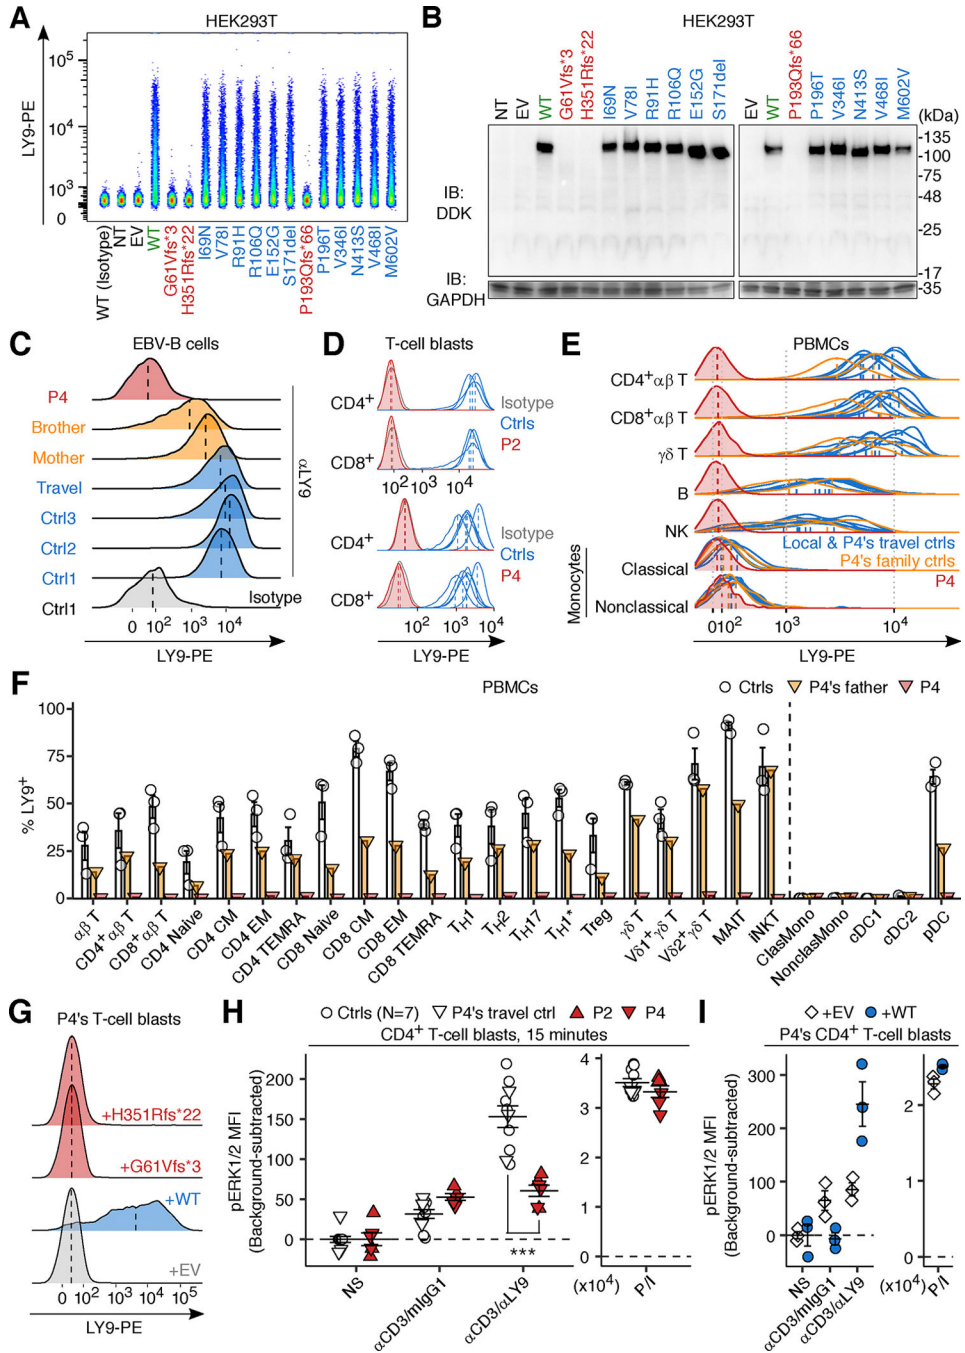 A
HEK293T
LY9-PE
10⁵
10⁴
10³
0
WT (Isotype)
NT
EV
WT
G61Vfs*3
H351Rfs*22
I69N
V78I
R91H
R106Q
E152G
S171del
P193Qfs*66
P196T
V346I
N413S
V468I
M602V
B
HEK293T
NT
EV
WT
G61Vfs*3
H351Rfs*22
I69N
V78I
R91H
R106Q
E152G
S171del
EV
WT
P193Qfs*66
P196T
V346I
N413S
V468I
M602V
(kDa)
-135
-100
-75
-48
-25
-17
-35
IB:
DDK
IB:
GAPDH
C
EBV-B cells
P4
Brother
Mother
Travel
Ctrl3
Ctrl2
Ctrl1
Ctrl1
αLY9
Isotype
0 10² 10³ 10⁴
LY9-PE
D
T-cell blasts
CD4⁺
CD8⁺
Isotype
Ctrls
P2
0 10² 10³ 10⁴
CD4⁺
CD8⁺
Isotype
Ctrls
P4
0 10² 10³ 10⁴
LY9-PE
E
PBMCs
CD4⁺αβ T
CD8⁺αβ T
γδ T
B
NK
Monocytes
Classical
Nonclassical
Local & P4's travel ctrls
P4's family ctrls
P4
0 10² 10³ 10⁴
LY9-PE
F
PBMCs
Ctrls P4's father P4
% LY9⁺
100
75
50
25
0
αβ T
CD4⁺ αβ T
CD8⁺ αβ T
CD4 Naive
CD4 CM
CD4 EM
CD4 TEMRA
CD8 Naive
CD8 CM
CD8 EM
CD8 TEMRA
TH1
TH2
TH17
TH1*
Treg
γδ T
Vδ1⁺γδ T
Vδ2⁺γδ T
MAIT
iNKT
ClasMono
NonclasMono
cDC1
cDC2
pDC
G
P4's T-cell blasts
+H351Rfs*22
+G61Vfs*3
+WT
+EV
0 10² 10³ 10⁴ 10⁵
LY9-PE
H
Ctrls (N=7) P4's travel ctrl P2 P4
CD4⁺ T-cell blasts, 15 minutes
pERK1/2 MFI
(Background-subtracted)
200
150
100
50
0
***
NS
αCD3/mIgG1
αCD3/αLY9
4
3
2
1
0
(x10⁴)
P/I
I
+EV +WT
P4's CD4⁺ T-cell blasts
pERK1/2 MFI
(Background-subtracted)
300
200
100
0
NS
αCD3/mIgG1
αCD3/αLY9
2
1
0
(x10⁴)
P/I